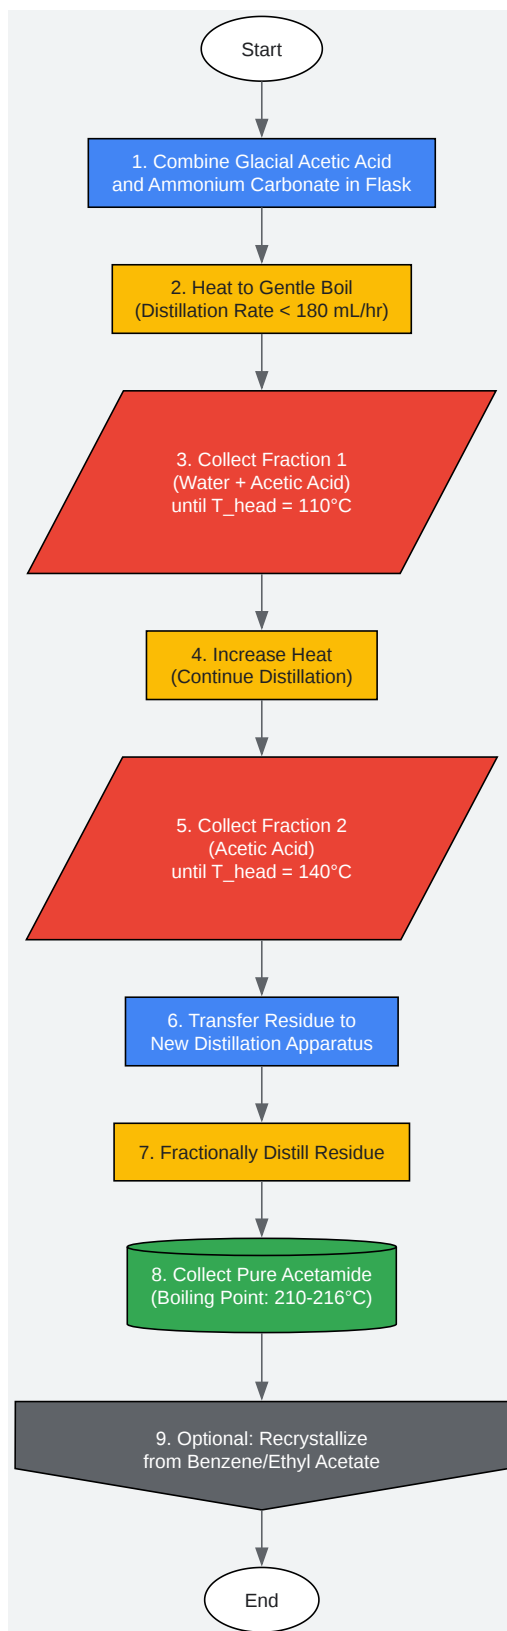 Start
1. Combine Glacial Acetic Acid
and Ammonium Carbonate in Flask
2. Heat to Gentle Boil
(Distillation Rate < 180 mL/hr)
3. Collect Fraction 1
(Water + Acetic Acid)
until T_head = 110°C
4. Increase Heat
(Continue Distillation)
5. Collect Fraction 2
(Acetic Acid)
until T_head = 140°C
6. Transfer Residue to
New Distillation Apparatus
7. Fractionally Distill Residue
8. Collect Pure Acetamide
(Boiling Point: 210-216°C)
9. Optional: Recrystallize
from Benzene/Ethyl Acetate
End